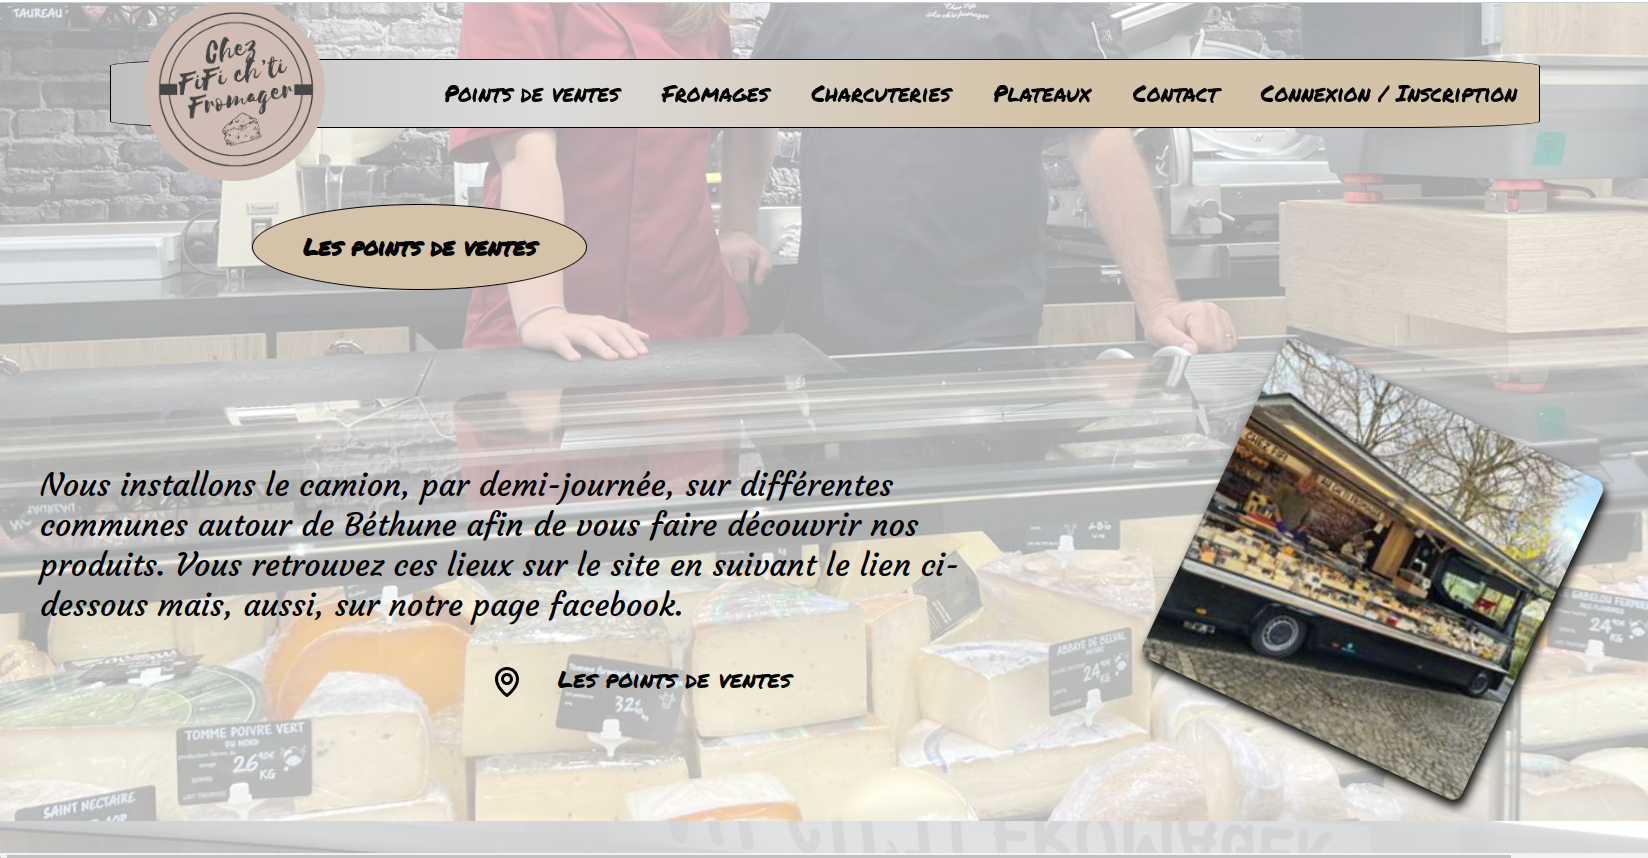 TAUREAU
Chez
FiFi ch'ti
Fromager
Points de ventes
Fromages
Charcuteries
Plateaux
Contact
Connexion / Inscription
Les points de ventes
Nous installons le camion, par demi-journée, sur différentes
communes autour de Béthune afin de vous faire découvrir nos
produits. Vous retrouvez ces lieux sur le site en suivant le lien ci-
dessous mais, aussi, sur notre page facebook.
Les points de ventes
CHEZ FIFI
ABBAYE DE BELVAL
24
KG
24
KG
32
TOMME POIVRE VERT
DU NORD
26
KG
SAINT NECTAIRE